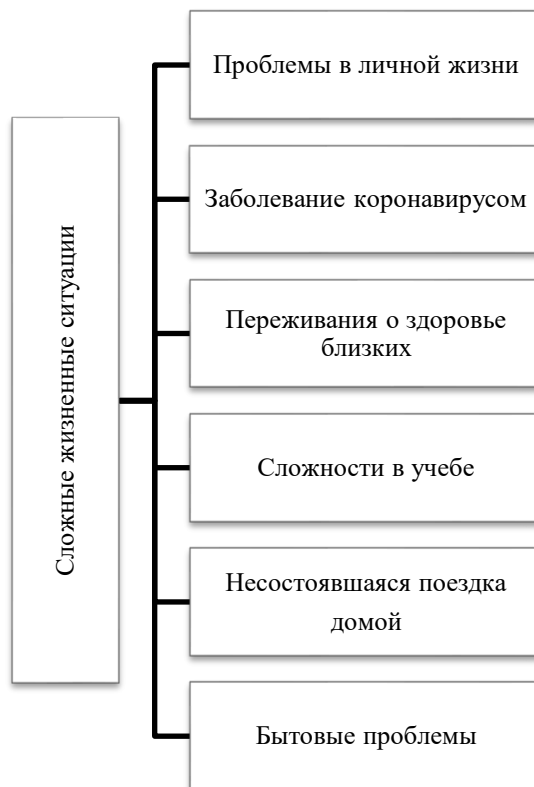 Сложные жизненные ситуации
Проблемы в личной жизни
Заболевание коронавирусом
Переживания о здоровье
близких
Сложности в учебе
Несостоявшаяся поездка
домой
Бытовые проблемы